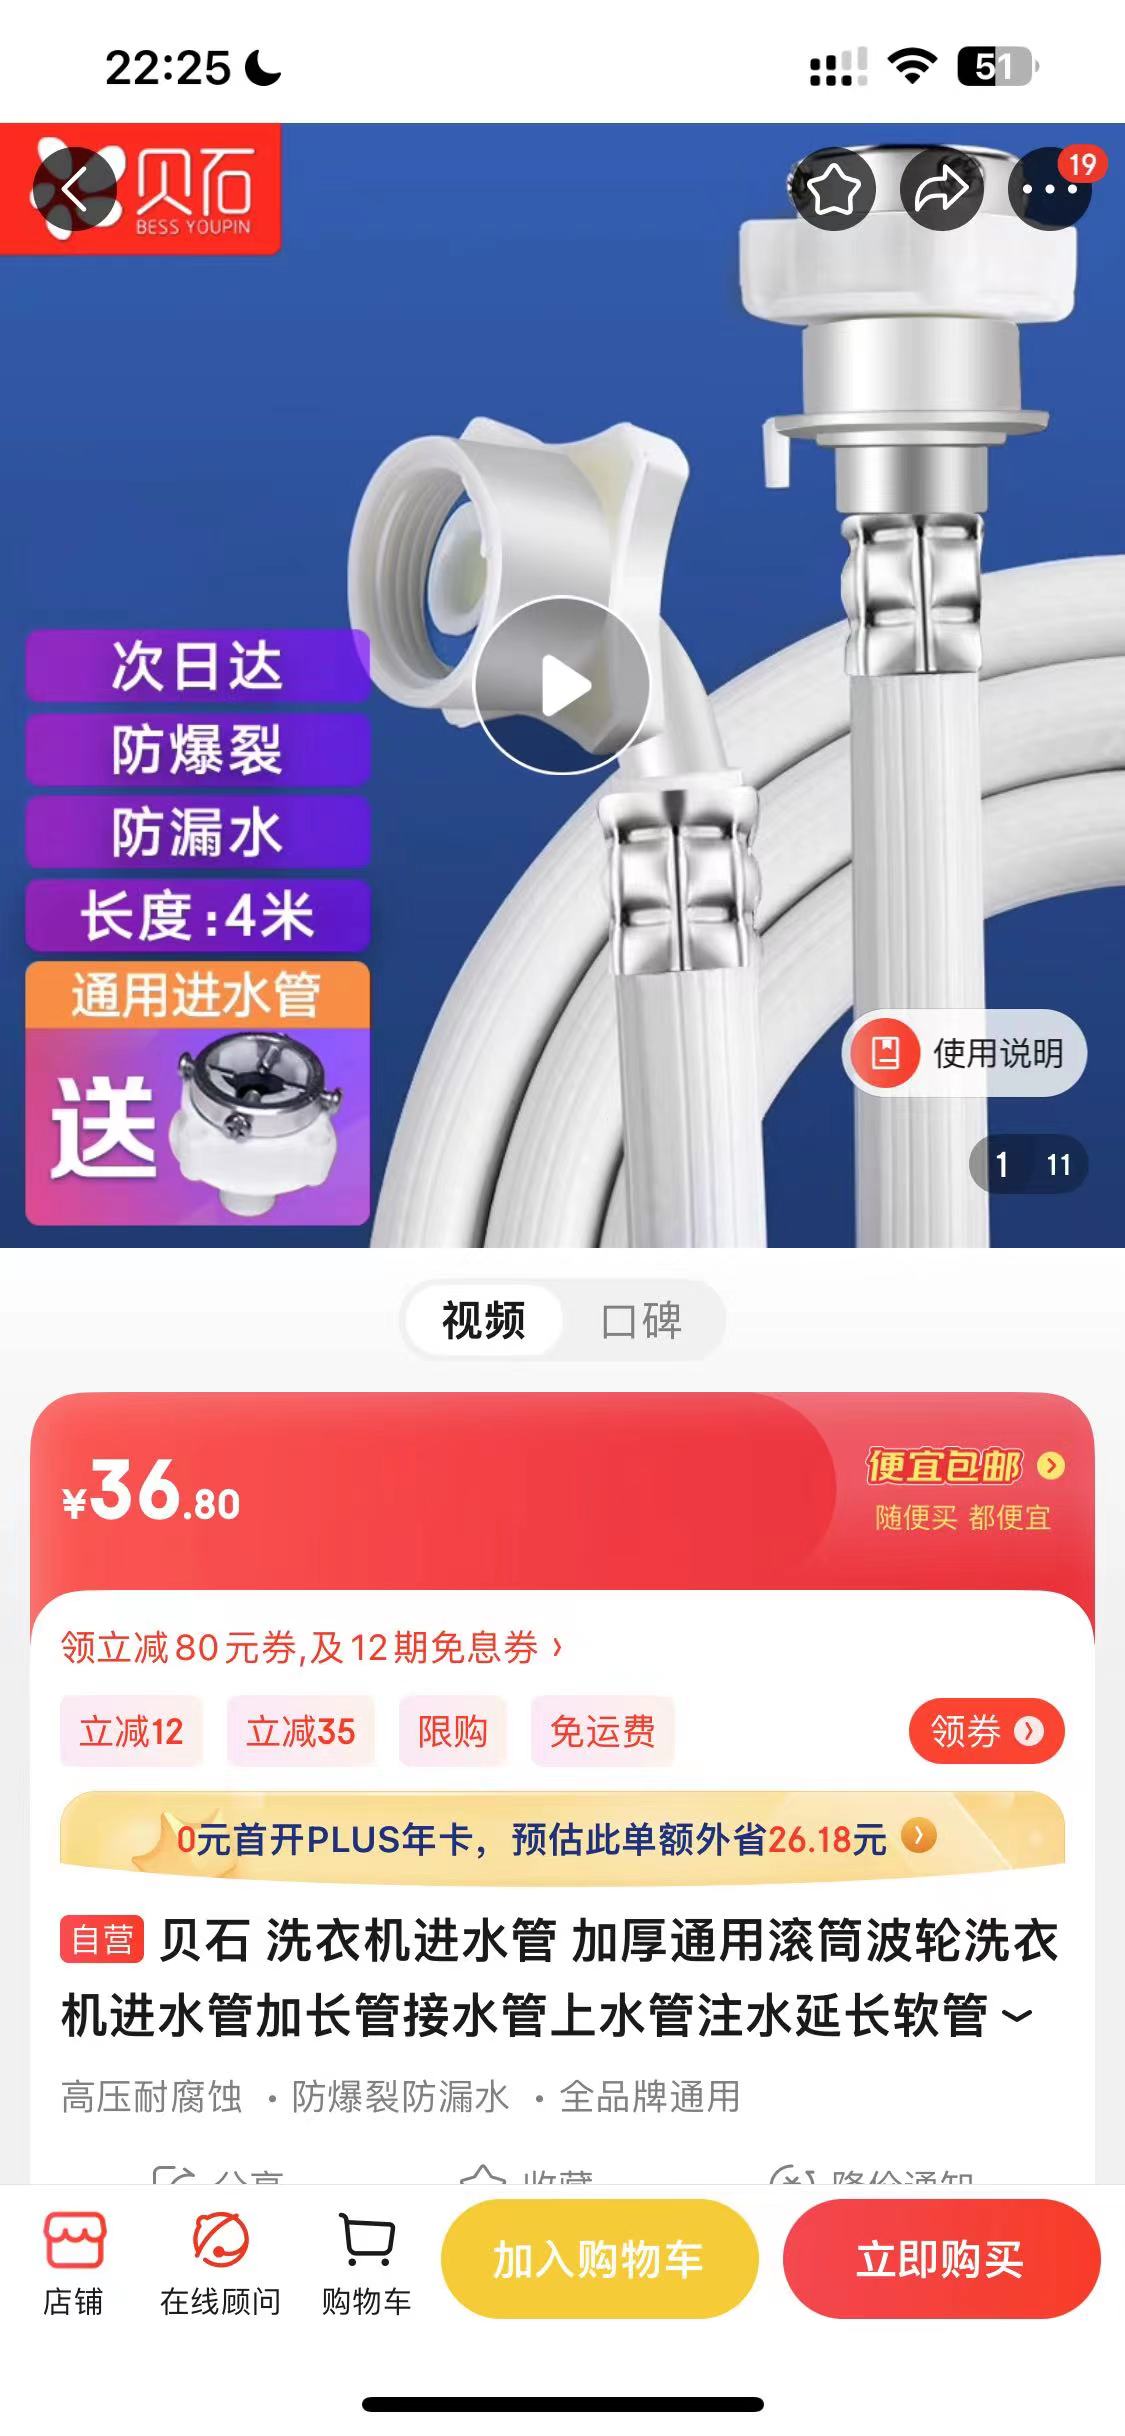 22:25
51
贝石
BESS YOUPIN
19
次日达
防爆裂
防漏水
长度:4米
通用进水管
送
使用说明
1 11
视频 口碑
¥36.80
便宜包邮
随便买 都便宜
领立减80元券,及12期免息券
立减12 立减35 限购 免运费 领券
0元首开PLUS年卡，预估此单额外省26.18元
自营 贝石 洗衣机进水管 加厚通用滚筒波轮洗衣
机进水管加长管接水管上水管注水延长软管
高压耐腐蚀 · 防爆裂防漏水 · 全品牌通用
分享 收藏 降价通知
店铺 在线顾问 购物车 加入购物车 立即购买